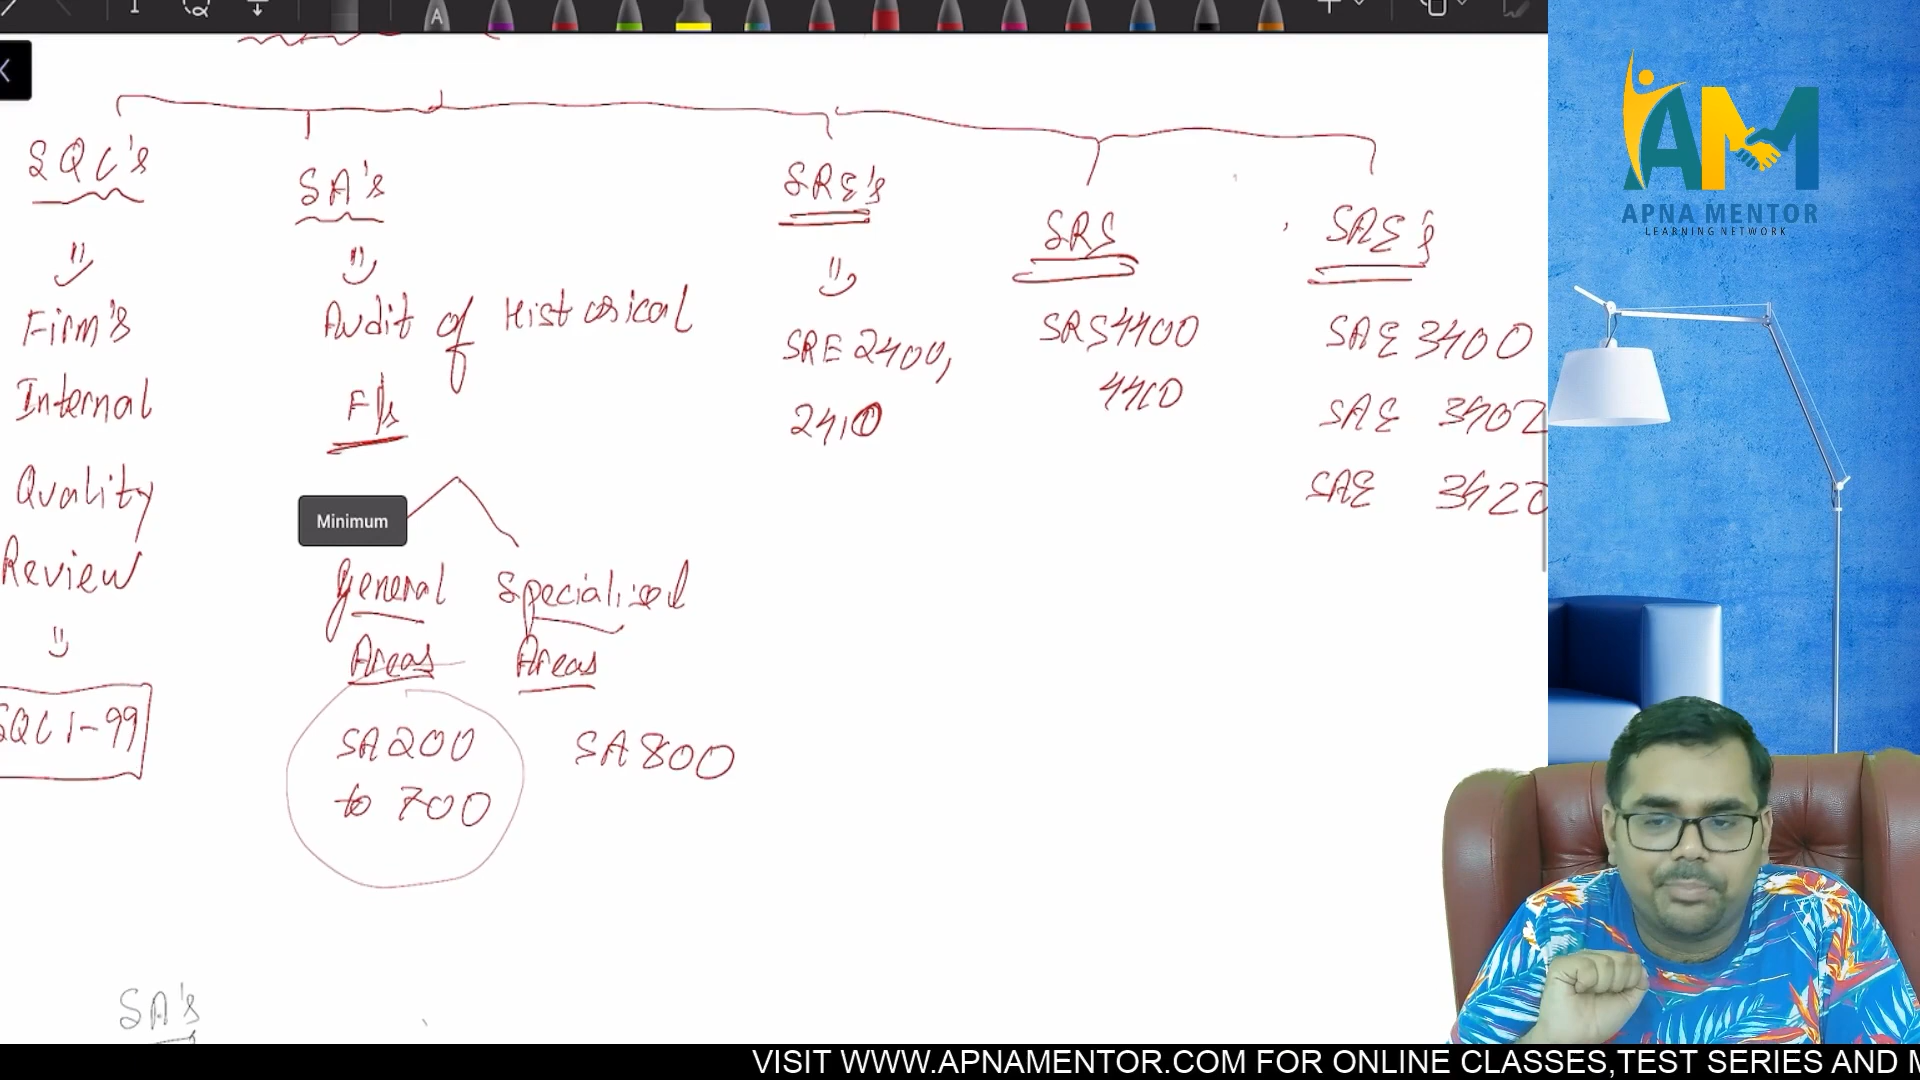 SQC's
Firm's
Internal
Quality
Review
SQC 1-99
SA's
Audit of Historical
F/s
Minimum
General
Areas
SA 200
to 700
Specialised
Areas
SA 800
SRE's
SRE 2400,
2410
SRS
SRS 4400
4410
SAE's
SAE 3400
SAE 3402
SAE 3420
SA's
A
AM
APNA MENTOR
LEARNING NETWORK
VISIT WWW.APNAMENTOR.COM FOR ONLINE CLASSES,TEST SERIES AND M